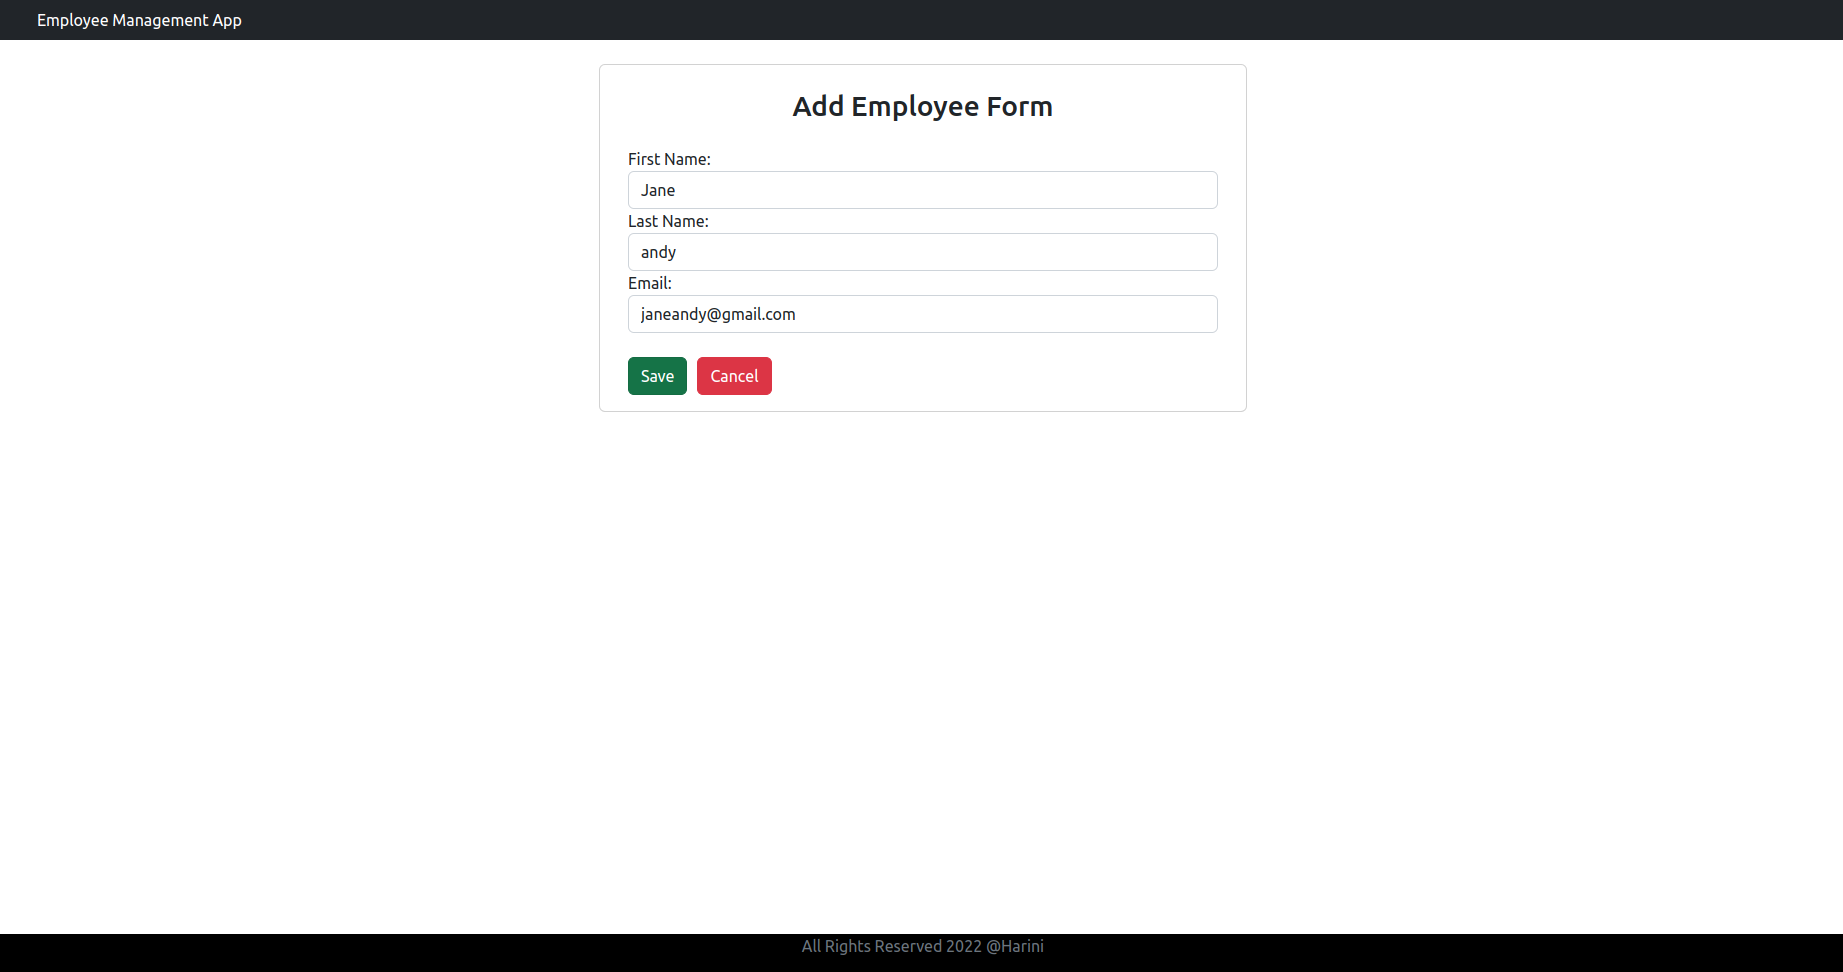 Employee Management App
Add Employee Form
First Name:
Jane
Last Name:
andy
Email:
janeandy@gmail.com
Save Cancel
All Rights Reserved 2022 @Harini